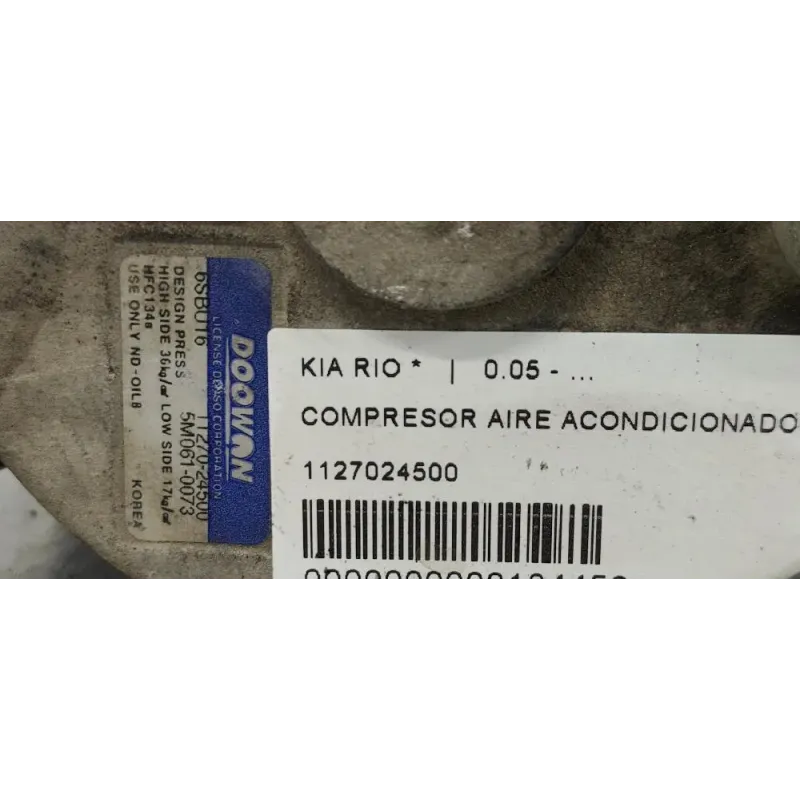 DOOWON
LICENSE DENSO CORPORATION
6SBU16 11270-24500
5M061-0073
DESIGN PRESS
HIGH SIDE 36kg/㎠ LOW SIDE 17kg/㎠
HFC134a
USE ONLY ND-OIL8 KOREA
KIA RIO * | 0.05 - ...
COMPRESOR AIRE ACONDICIONADO
1127024500